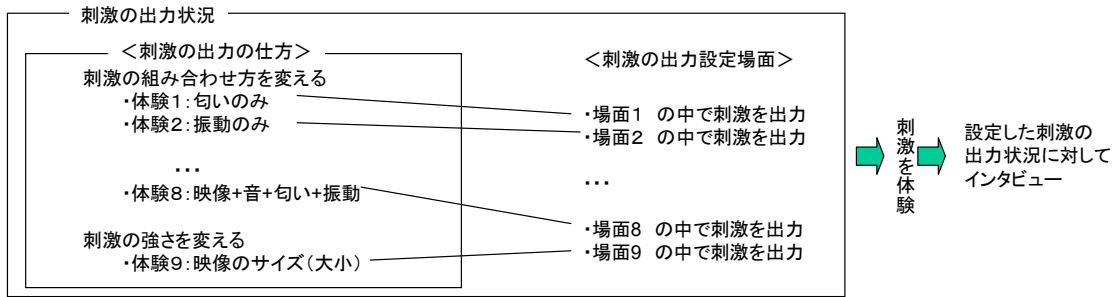 刺激の出力状況
＜刺激の出力の仕方＞
刺激の組み合わせ方を変える
・体験１：匂いのみ
・体験２：振動のみ
…
・体験８：映像+音+匂い+振動
刺激の強さを変える
・体験９：映像のサイズ（大小）
＜刺激の出力設定場面＞
・場面１ の中で刺激を出力
・場面２ の中で刺激を出力
…
・場面8 の中で刺激を出力
・場面9 の中で刺激を出力
刺激を体験
設定した刺激の
出力状況に対して
インタビュー